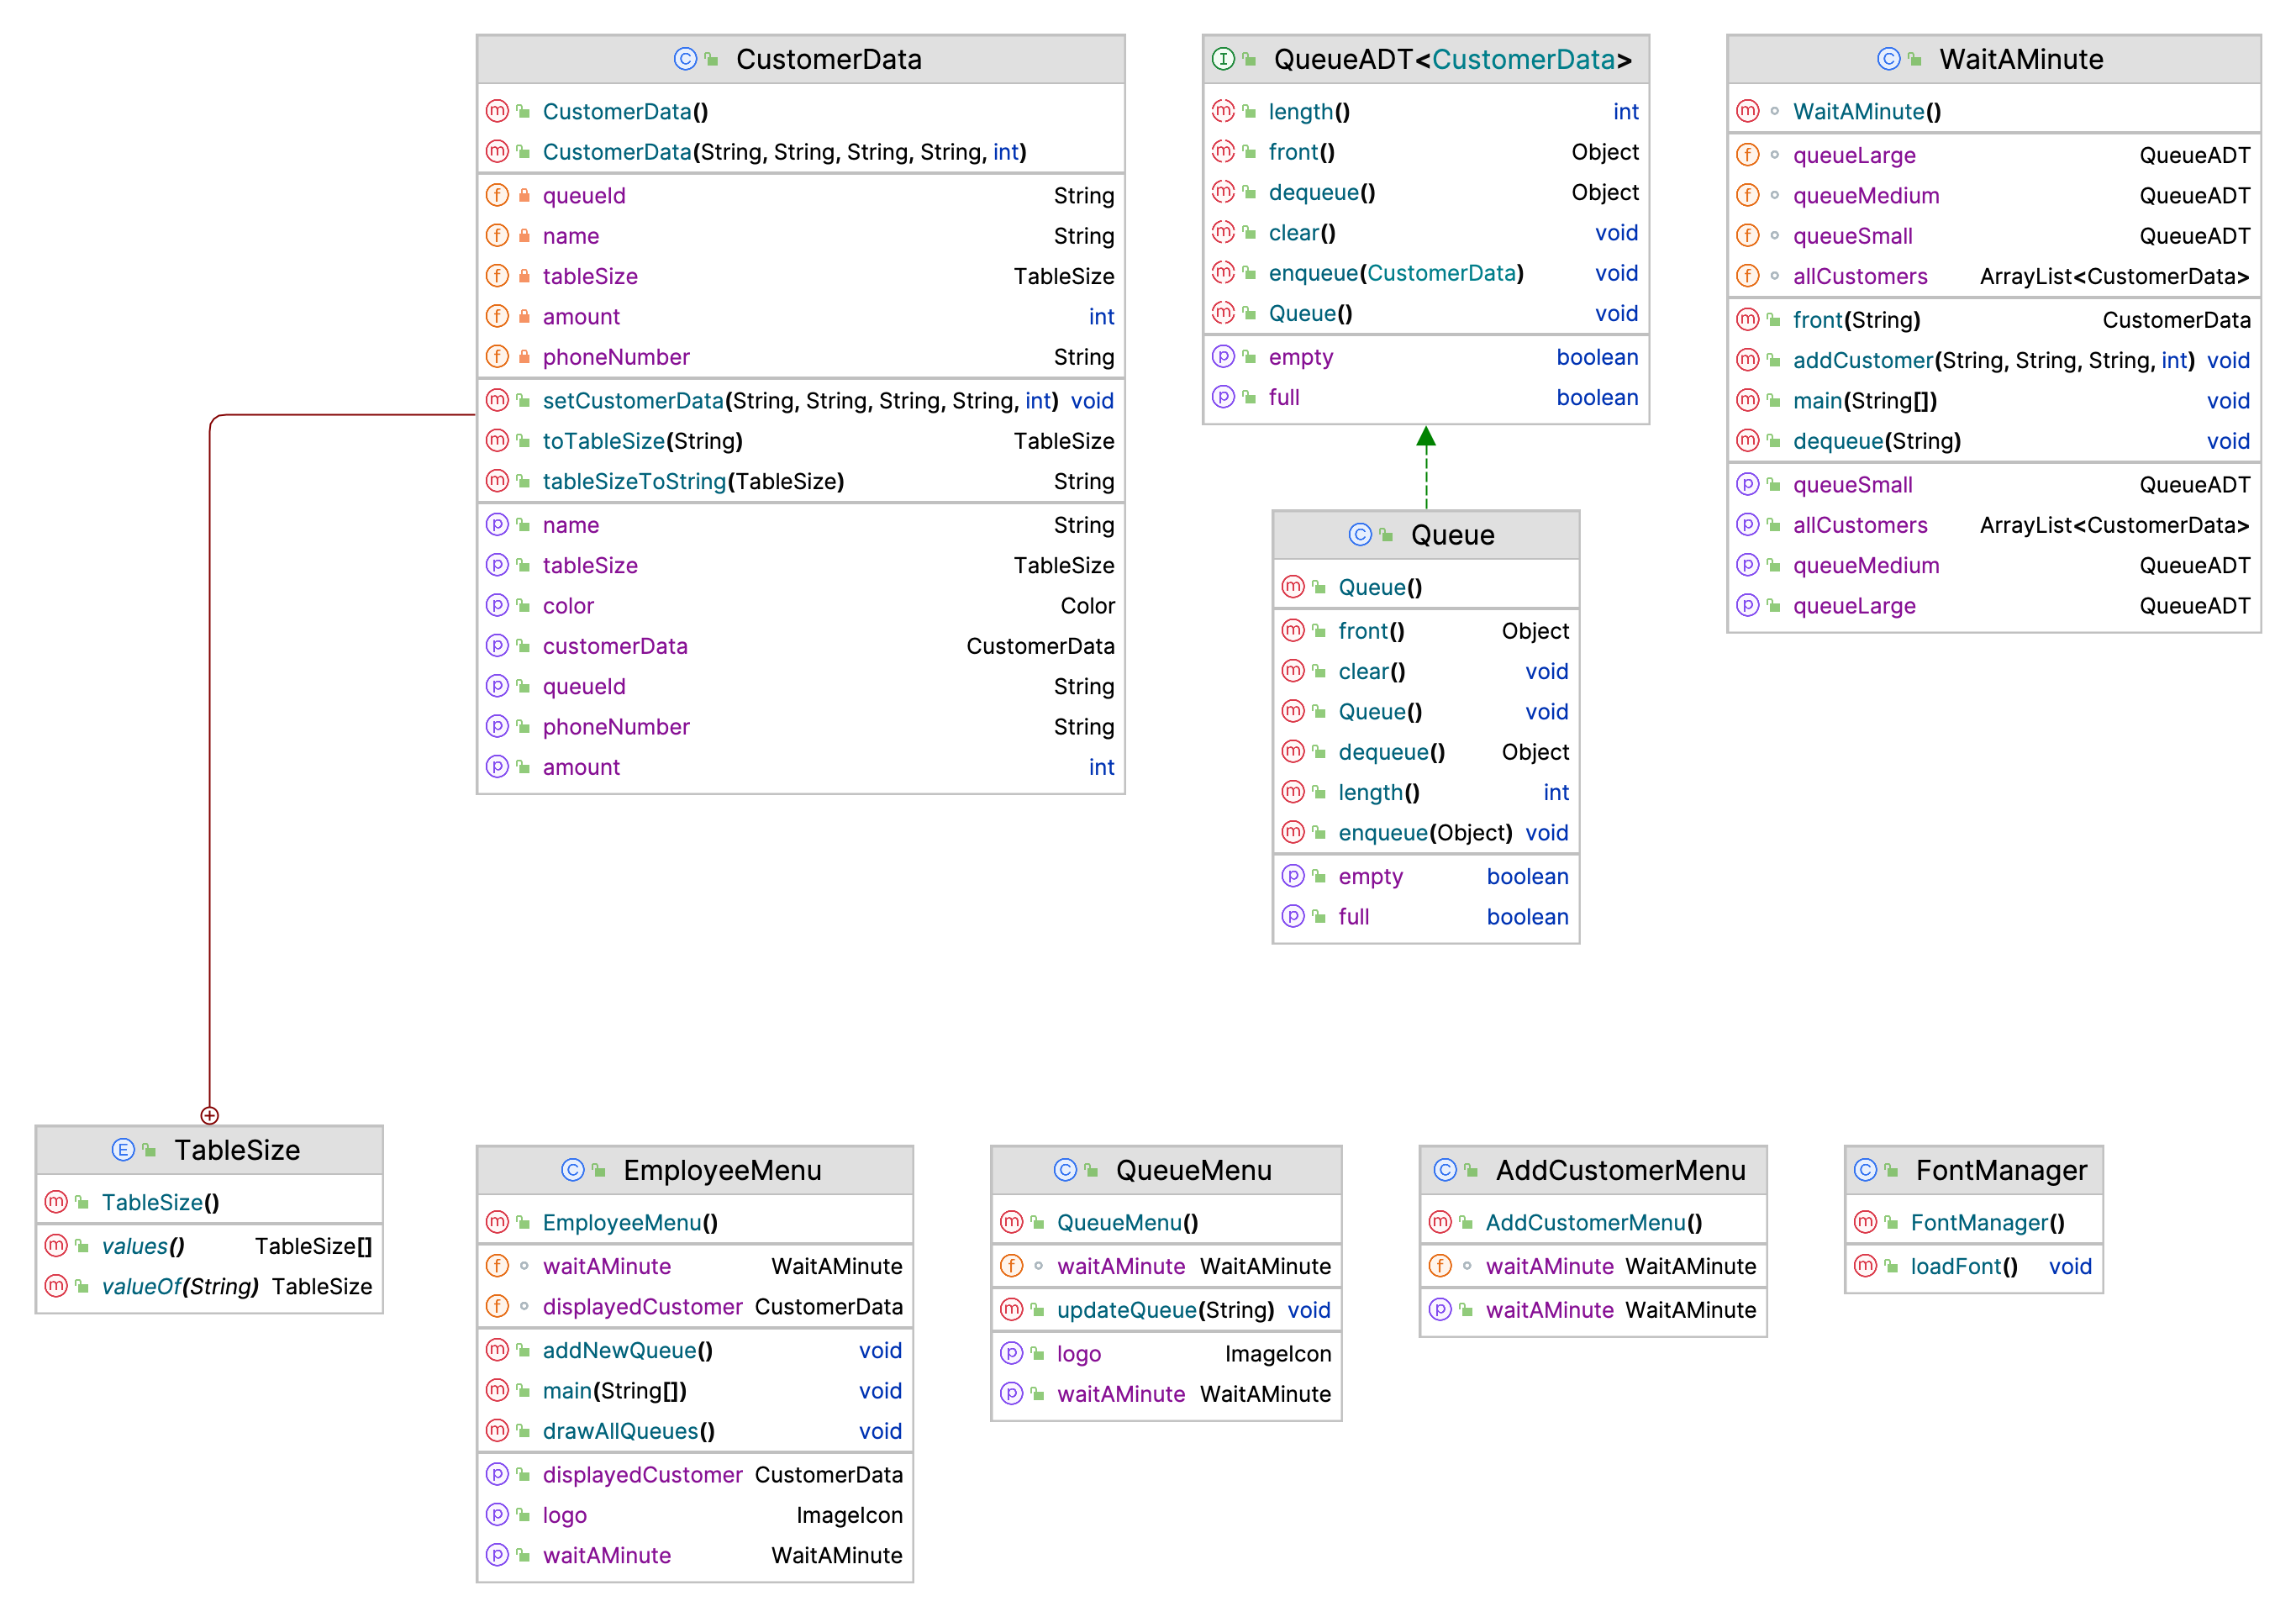 CustomerData
CustomerData()
CustomerData(String, String, String, String, int)
queueId String
name String
tableSize TableSize
amount int
phoneNumber String
setCustomerData(String, String, String, String, int) void
toTableSize(String) TableSize
tableSizeToString(TableSize) String
name String
tableSize TableSize
color Color
customerData CustomerData
queueId String
phoneNumber String
amount int
QueueADT<CustomerData>
length() int
front() Object
dequeue() Object
clear() void
enqueue(CustomerData) void
Queue() void
empty boolean
full boolean
WaitAMinute
WaitAMinute()
queueLarge QueueADT
queueMedium QueueADT
queueSmall QueueADT
allCustomers ArrayList<CustomerData>
front(String) CustomerData
addCustomer(String, String, String, int) void
main(String[]) void
dequeue(String) void
queueSmall QueueADT
allCustomers ArrayList<CustomerData>
queueMedium QueueADT
queueLarge QueueADT
Queue
Queue()
front() Object
clear() void
Queue() void
dequeue() Object
length() int
enqueue(Object) void
empty boolean
full boolean
TableSize
TableSize()
values() TableSize[]
valueOf(String) TableSize
EmployeeMenu
EmployeeMenu()
waitAMinute WaitAMinute
displayedCustomer CustomerData
addNewQueue() void
main(String[]) void
drawAllQueues() void
displayedCustomer CustomerData
logo ImageIcon
waitAMinute WaitAMinute
QueueMenu
QueueMenu()
waitAMinute WaitAMinute
updateQueue(String) void
logo ImageIcon
waitAMinute WaitAMinute
AddCustomerMenu
AddCustomerMenu()
waitAMinute WaitAMinute
waitAMinute WaitAMinute
FontManager
FontManager()
loadFont() void